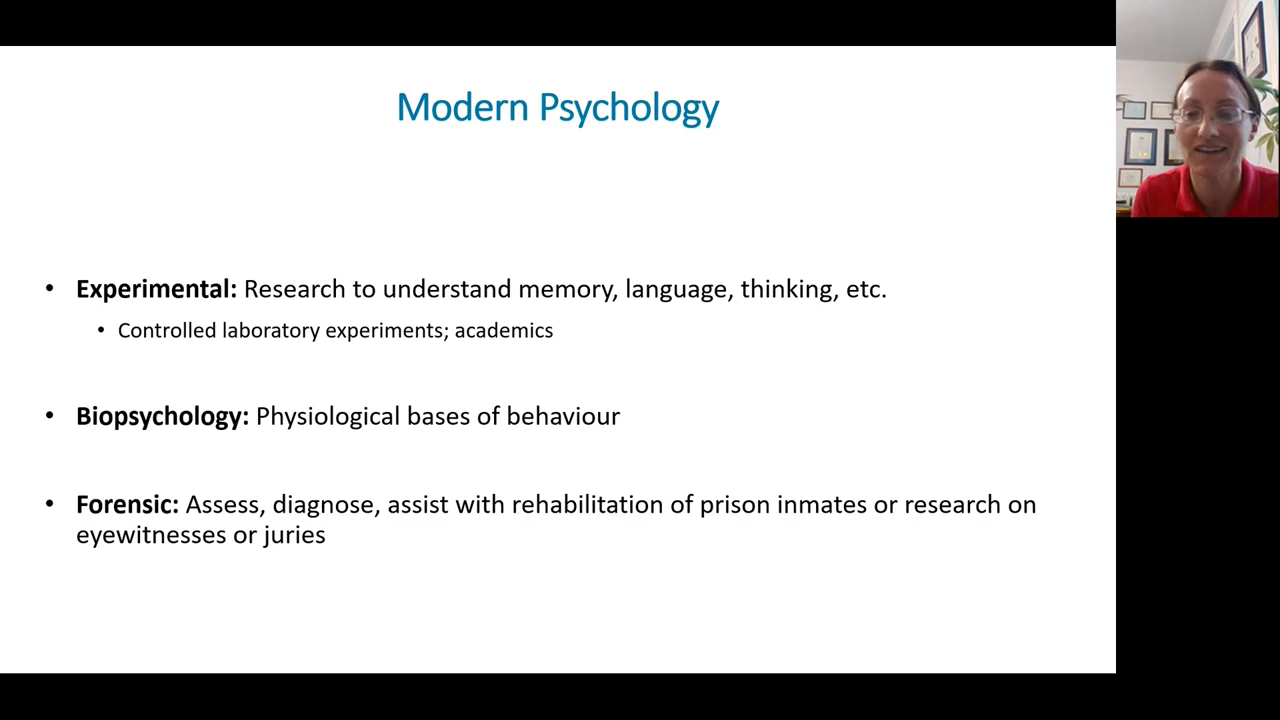 Modern Psychology
• Experimental: Research to understand memory, language, thinking, etc.
• Controlled laboratory experiments; academics
• Biopsychology: Physiological bases of behaviour
• Forensic: Assess, diagnose, assist with rehabilitation of prison inmates or research on
eyewitnesses or juries